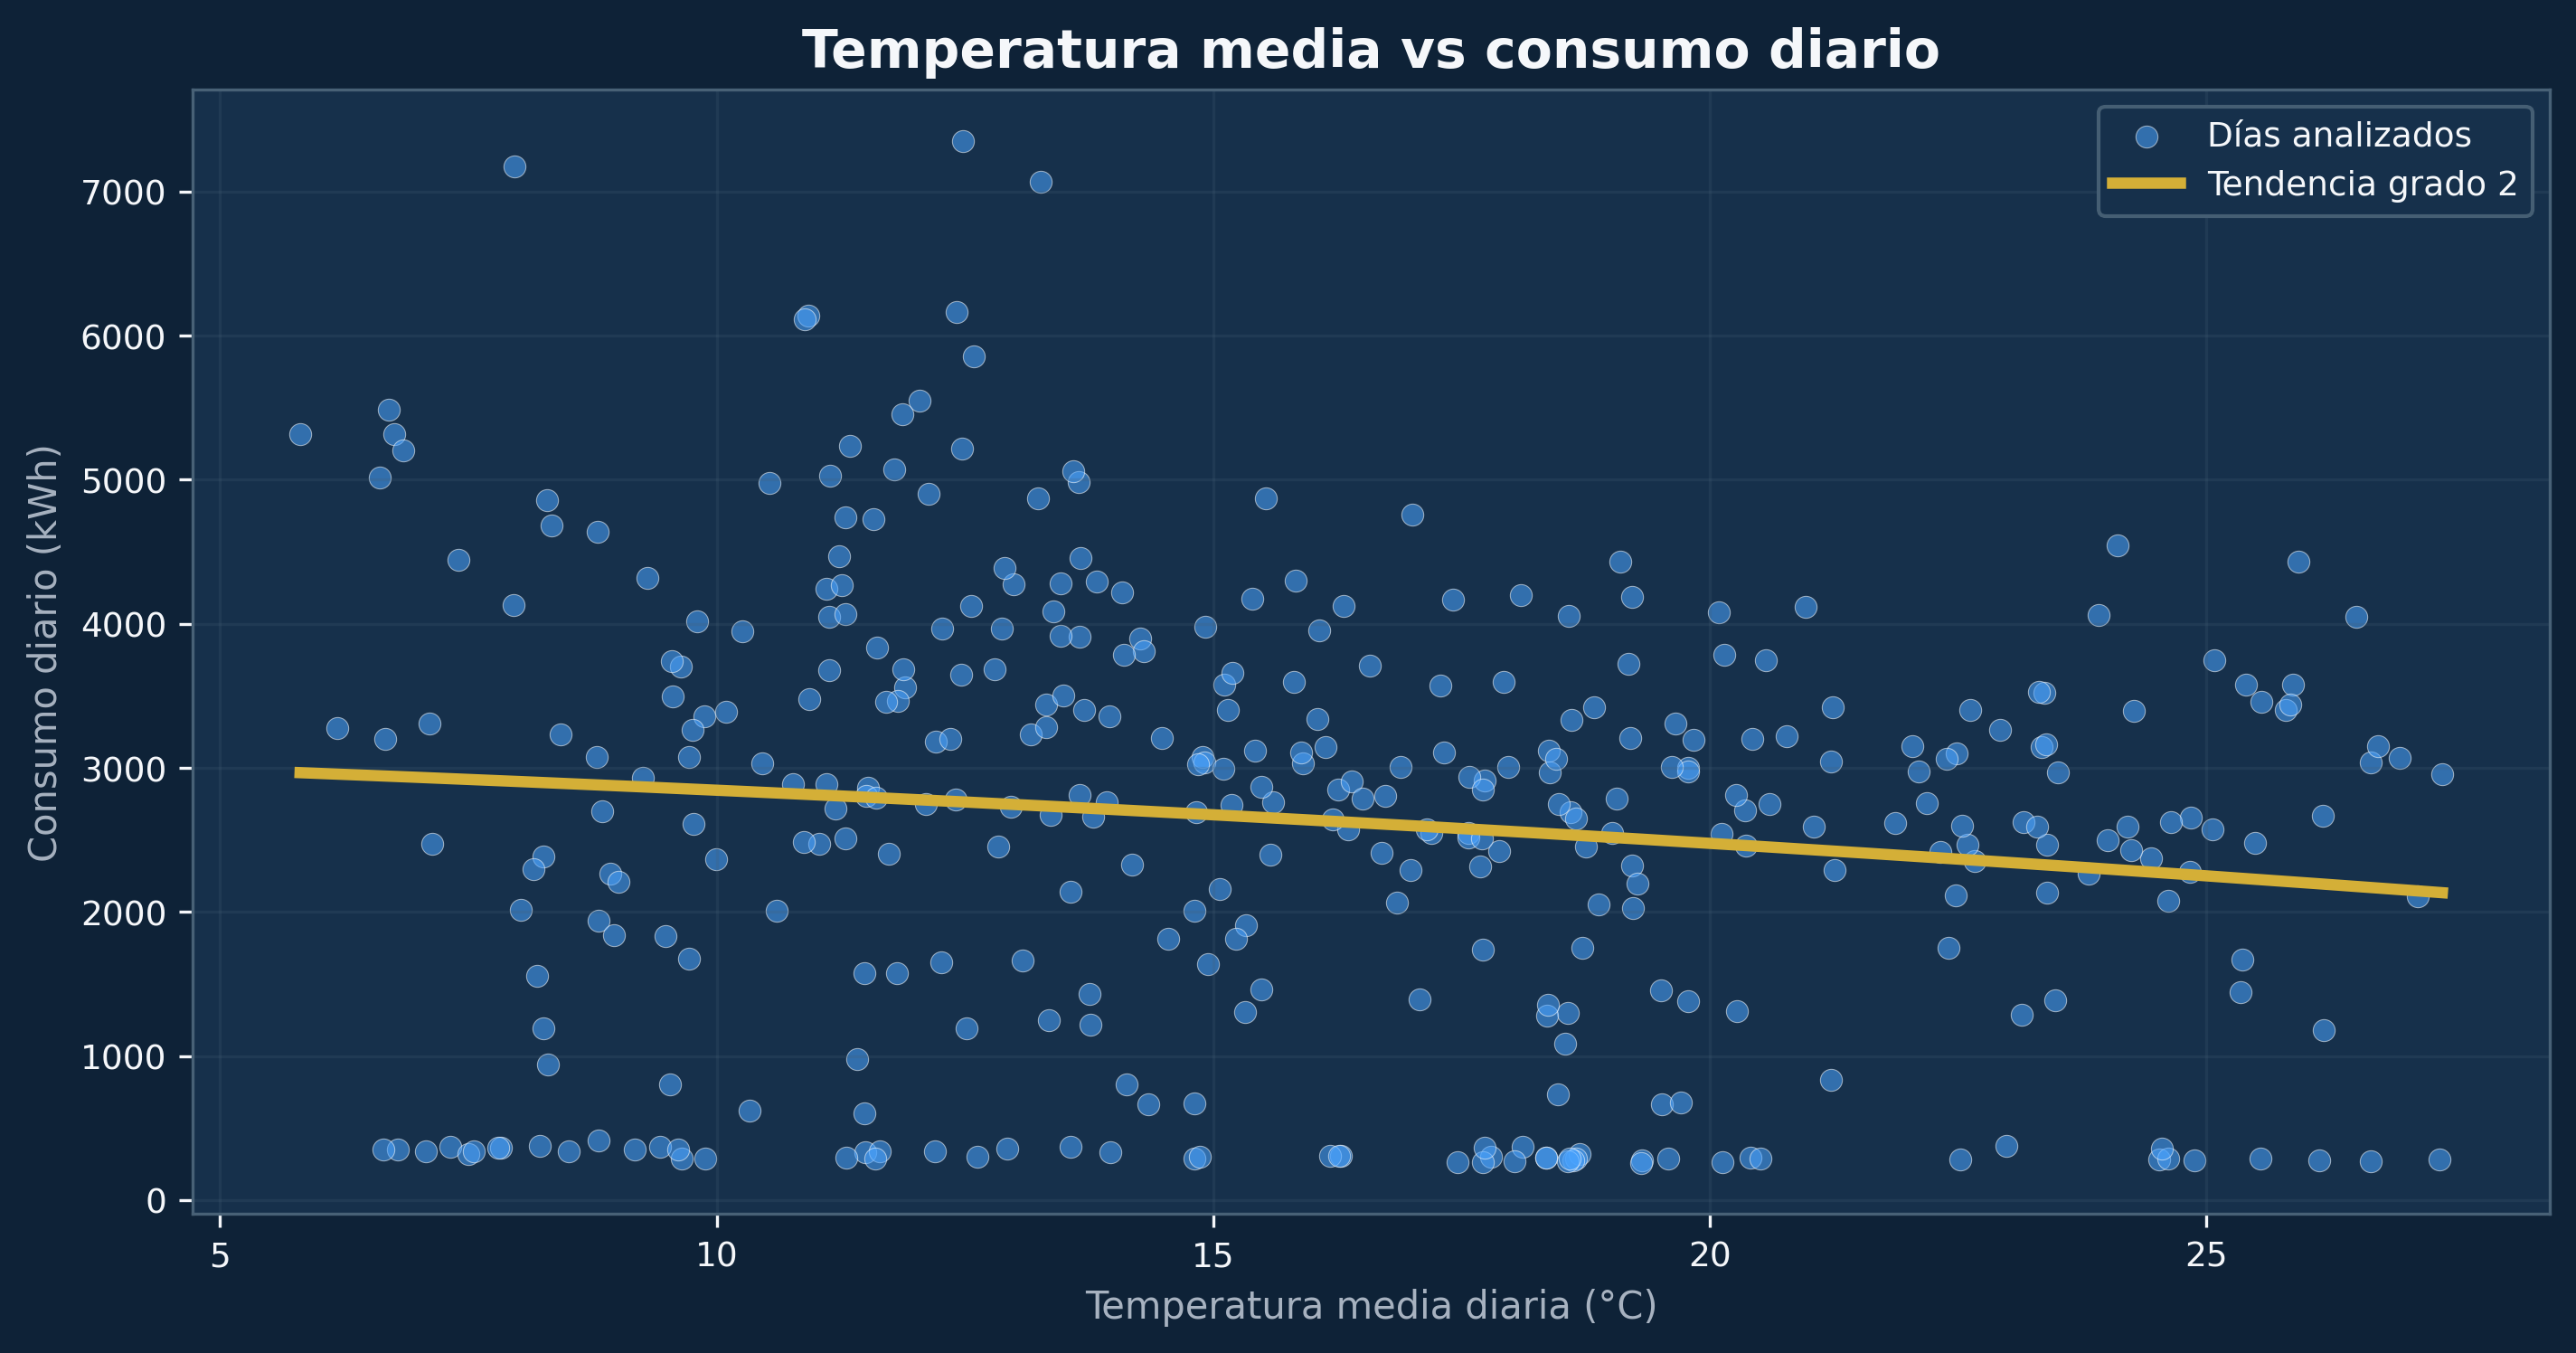 Temperatura media vs consumo diario
Días analizados
Tendencia grado 2
Consumo diario (kWh)
7000
6000
5000
4000
3000
2000
1000
0
5 10 15 20 25
Temperatura media diaria (°C)